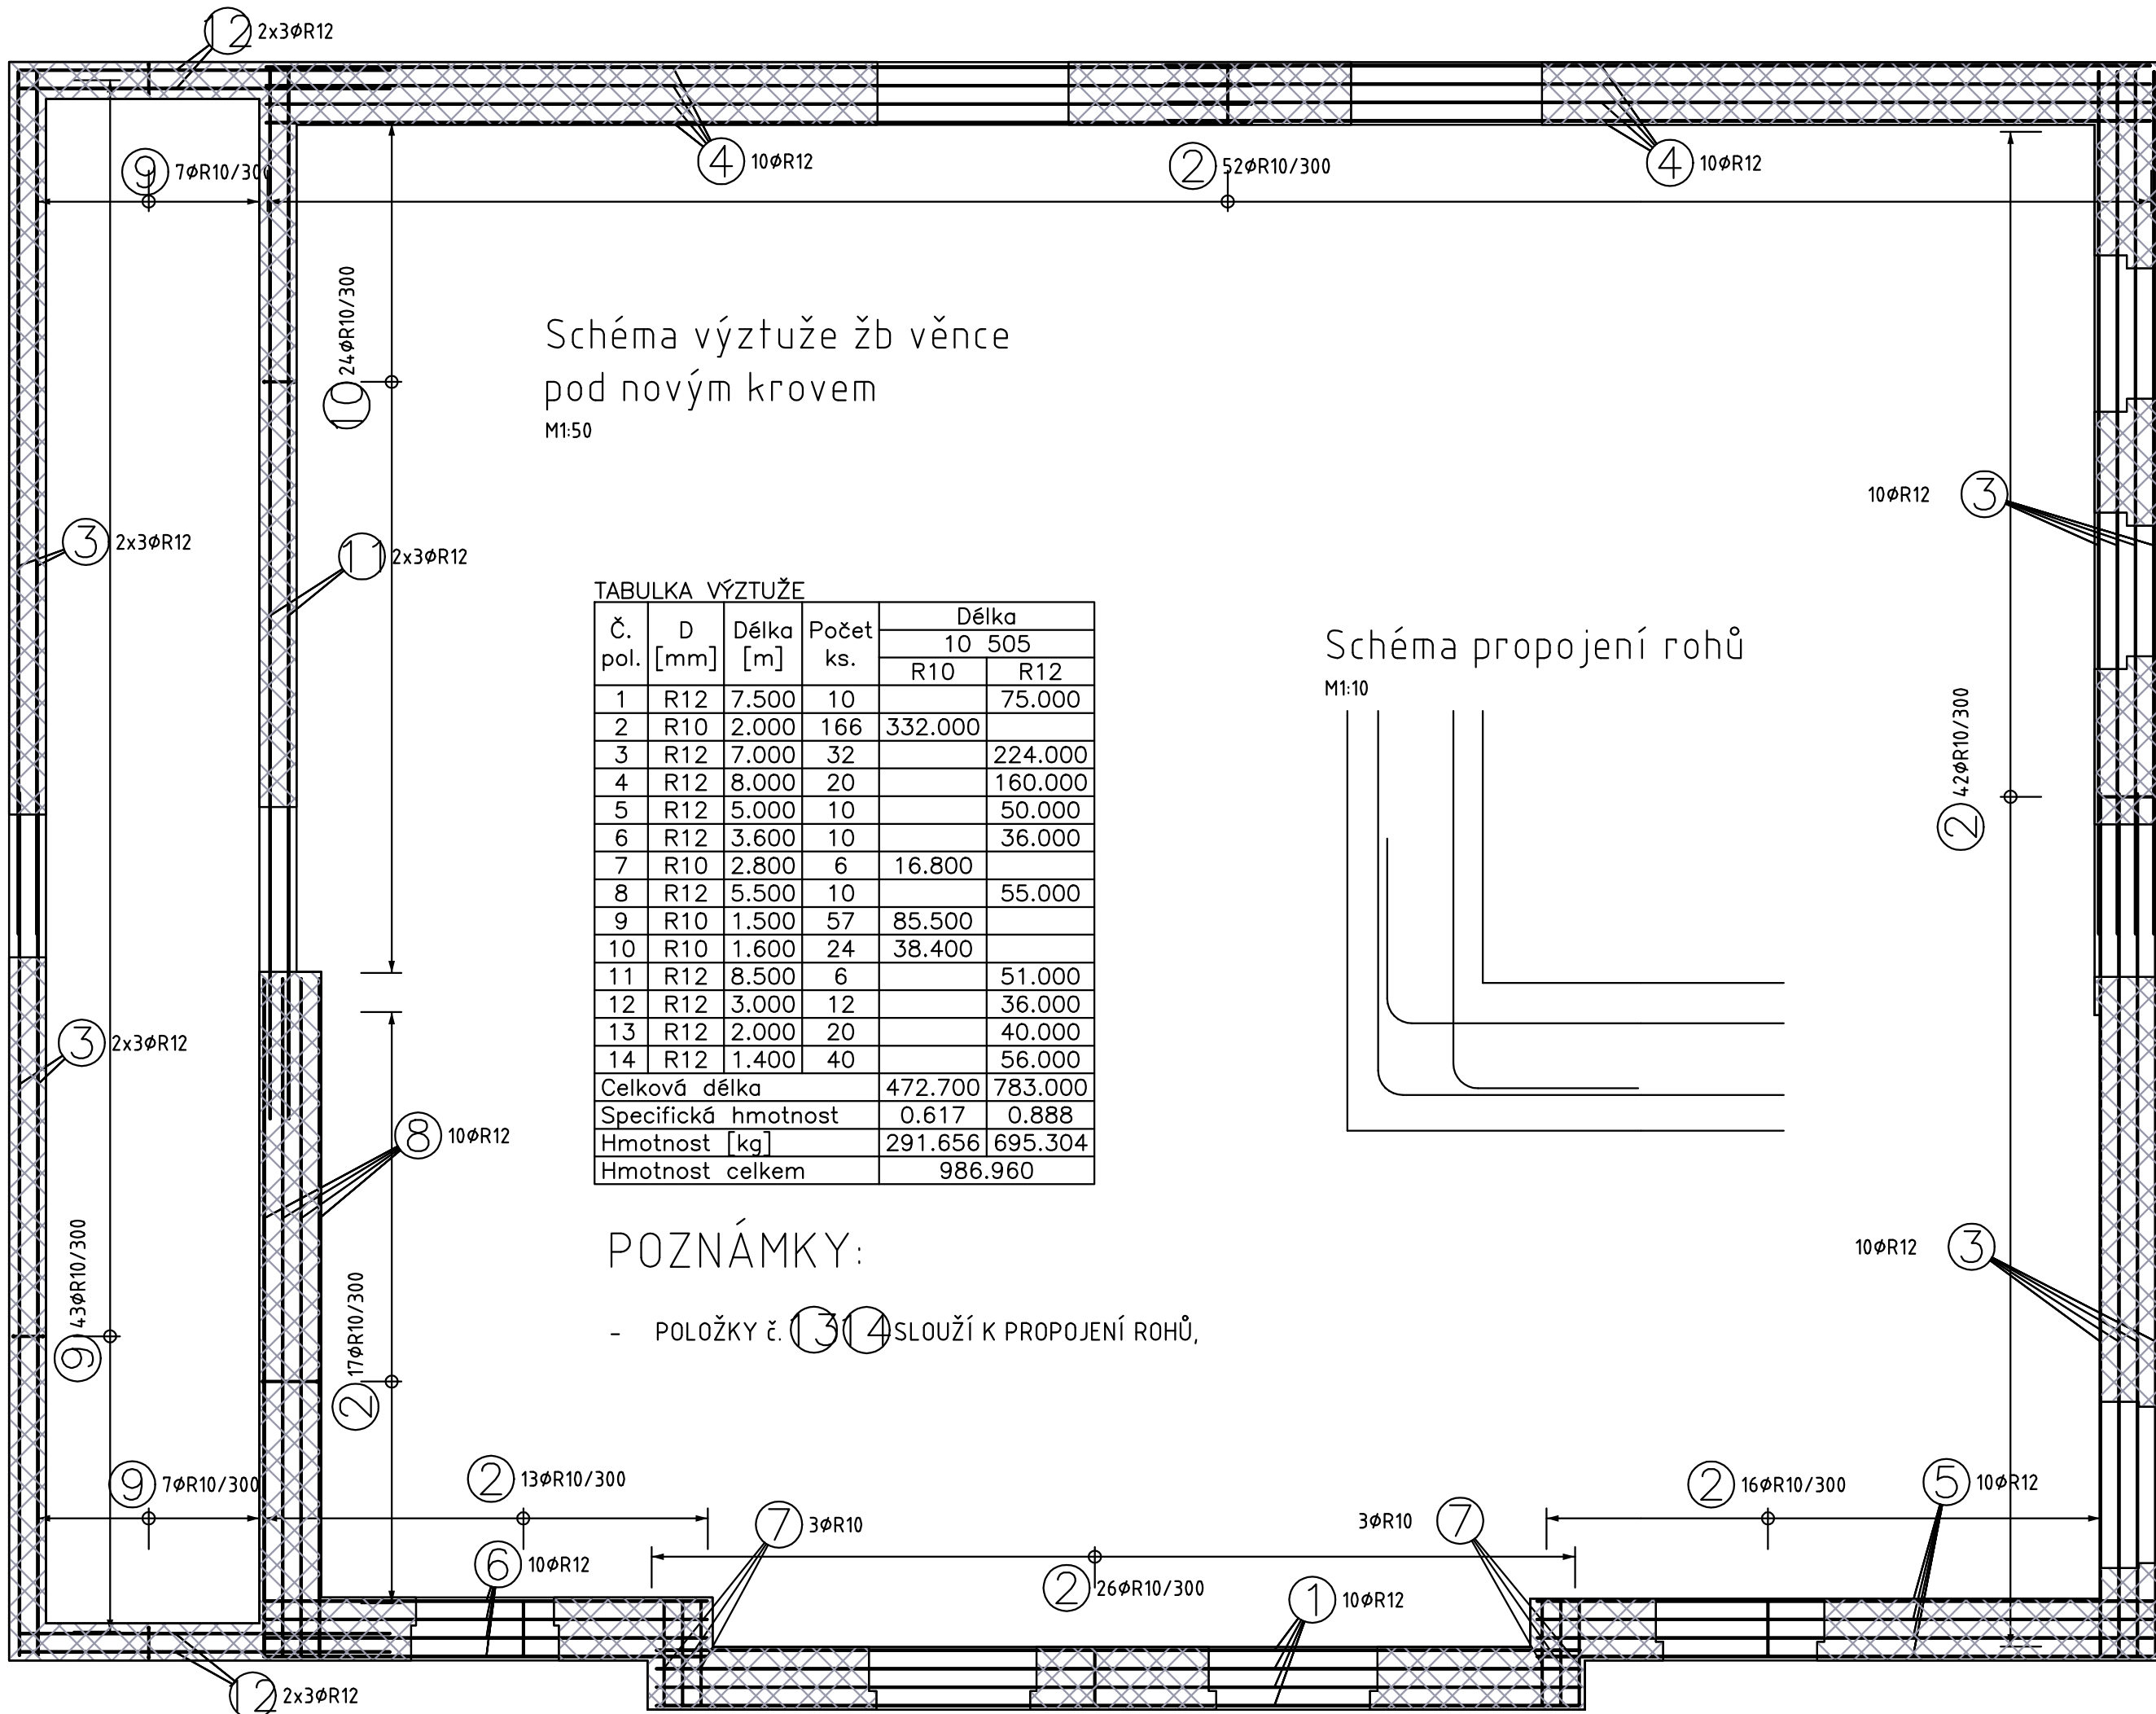 12 2x3ØR12
9 7ØR10/300
4 10ØR12
2 52ØR10/300
4 10ØR12
10 24ØR10/300
Schéma výztuže žb věnce
pod novým krovem
M1:50
3 2x3ØR12
11 2x3ØR12
10ØR12 3
TABULKA VÝZTUŽE
Č. pol. D [mm] Délka [m] Počet ks. Délka
10 505
R10 R12
1 R12 7.500 10 75.000
2 R10 2.000 166 332.000
3 R12 7.000 32 224.000
4 R12 8.000 20 160.000
5 R12 5.000 10 50.000
6 R12 3.600 10 36.000
7 R10 2.800 6 16.800
8 R12 5.500 10 55.000
9 R10 1.500 57 85.500
10 R10 1.600 24 38.400
11 R12 8.500 6 51.000
12 R12 3.000 12 36.000
13 R12 2.000 20 40.000
14 R12 1.400 40 56.000
Celková délka 472.700 783.000
Specifická hmotnost 0.617 0.888
Hmotnost [kg] 291.656 695.304
Hmotnost celkem 986.960
Schéma propojení rohů
M1:10
2 42ØR10/300
3 2x3ØR12
8 10ØR12
POZNÁMKY:
- POLOŽKY č. 13 14 SLOUŽÍ K PROPOJENÍ ROHŮ,
10ØR12 3
9 43ØR10/300
2 17ØR10/300
9 7ØR10/300
2 13ØR10/300
2 16ØR10/300
5 10ØR12
7 3ØR10
3ØR10 7
6 10ØR12
2 26ØR10/300
1 10ØR12
12 2x3ØR12